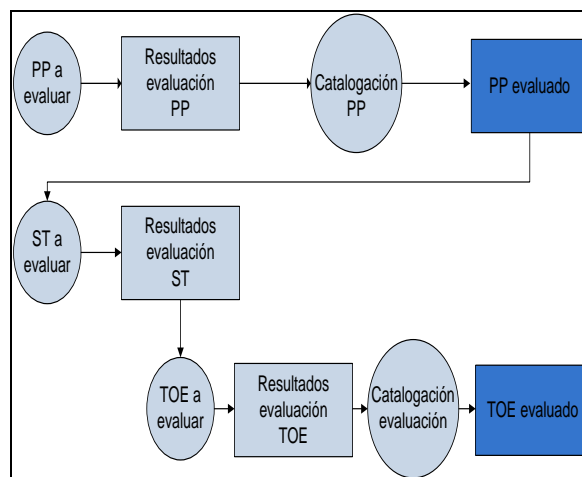 PP a
evaluar
Resultados
evaluación
PP
Catalogación
PP
PP evaluado
ST a
evaluar
Resultados
evaluación
ST
TOE a
evaluar
Resultados
evaluación
TOE
Catalogación
evaluación
TOE evaluado